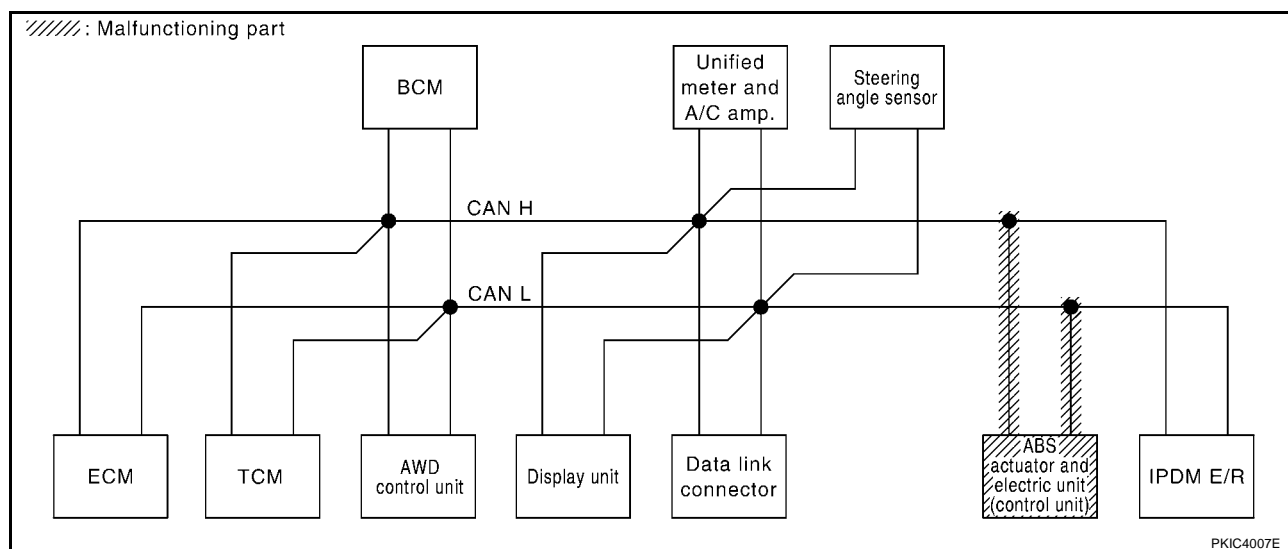 : Malfunctioning part
BCM
Unified
meter and
A/C amp.
Steering
angle sensor
CAN H
CAN L
ECM
TCM
AWD
control unit
Display unit
Data link
connector
ABS
actuator and
electric unit
(control unit)
IPDM E/R
PKIC4007E